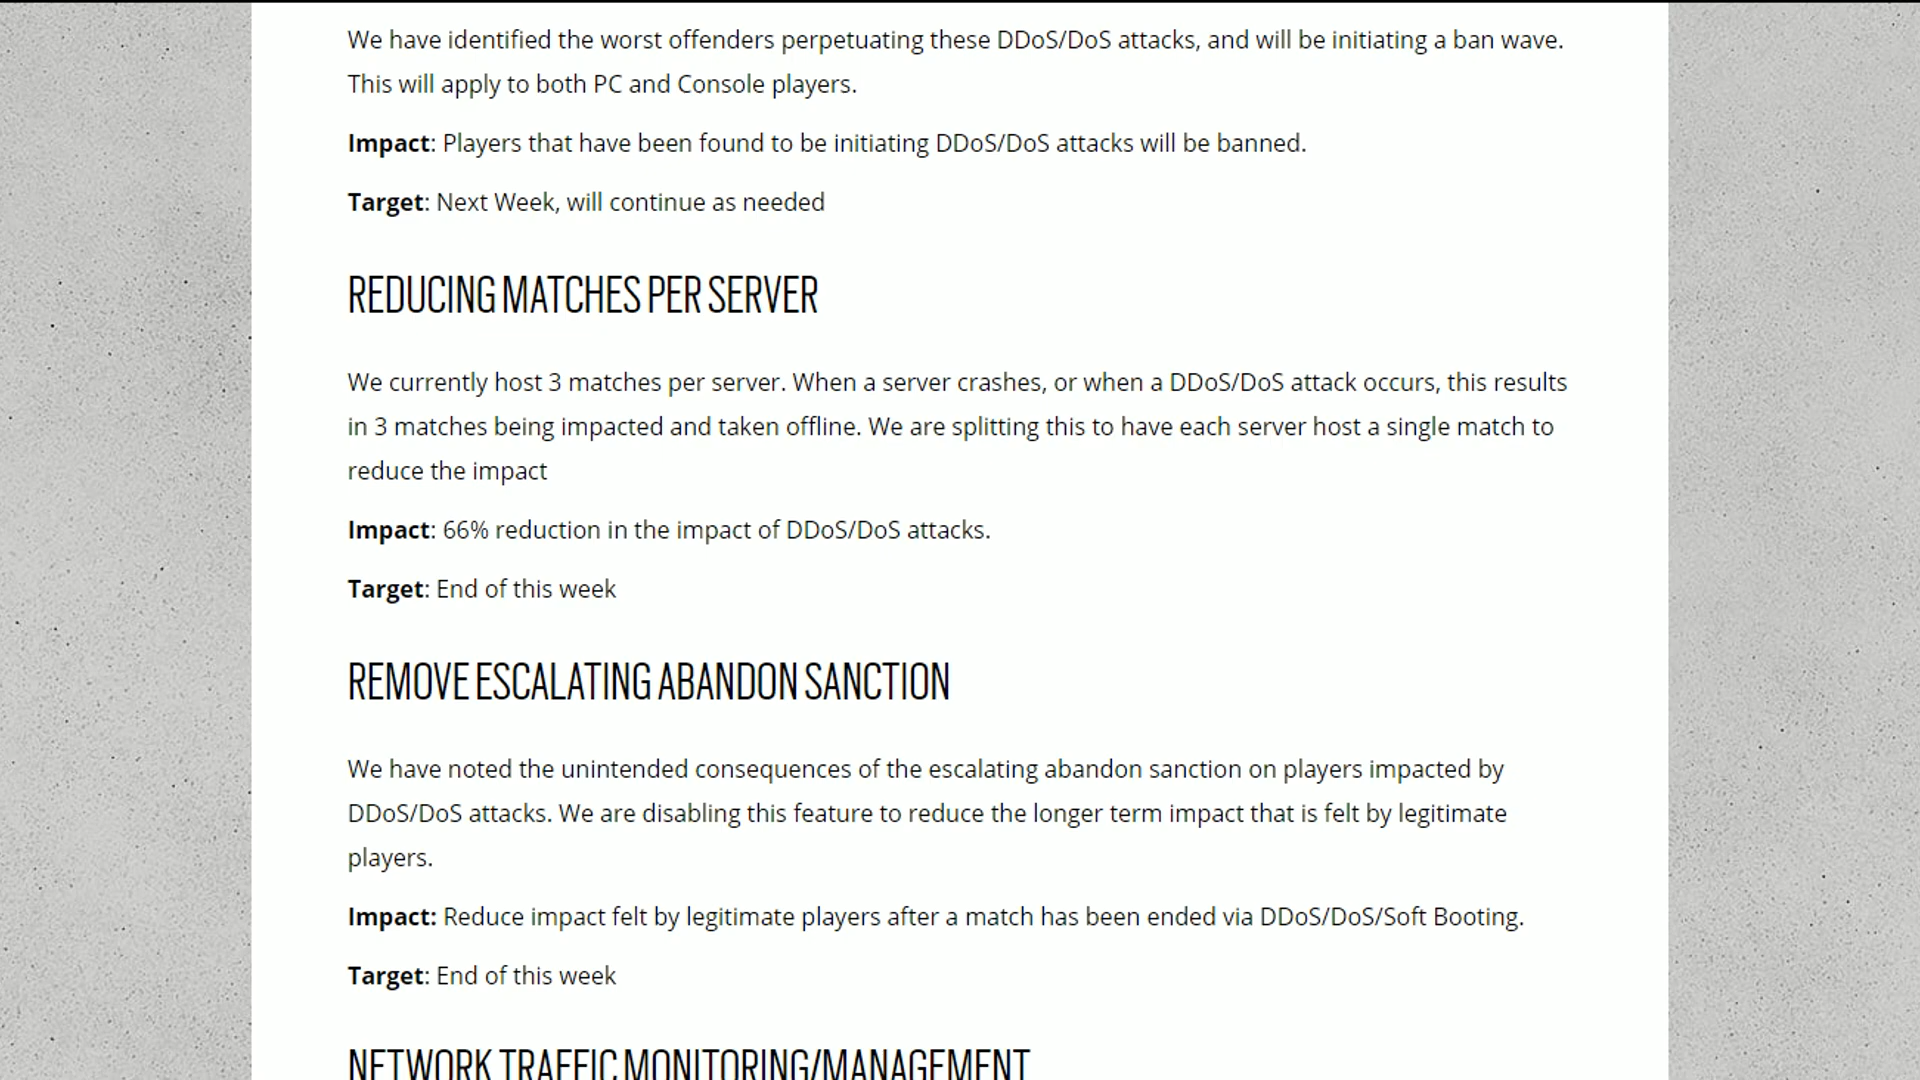 We have identified the worst offenders perpetuating these DDoS/DoS attacks, and will be initiating a ban wave.
This will apply to both PC and Console players.
Impact: Players that have been found to be initiating DDoS/DoS attacks will be banned.
Target: Next Week, will continue as needed
REDUCING MATCHES PER SERVER
We currently host 3 matches per server. When a server crashes, or when a DDoS/DoS attack occurs, this results
in 3 matches being impacted and taken offline. We are splitting this to have each server host a single match to
reduce the impact
Impact: 66% reduction in the impact of DDoS/DoS attacks.
Target: End of this week
REMOVE ESCALATING ABANDON SANCTION
We have noted the unintended consequences of the escalating abandon sanction on players impacted by
DDoS/DoS attacks. We are disabling this feature to reduce the longer term impact that is felt by legitimate
players.
Impact: Reduce impact felt by legitimate players after a match has been ended via DDoS/DoS/Soft Booting.
Target: End of this week
NETWORK TRAFFIC MONITORING/MANAGEMENT